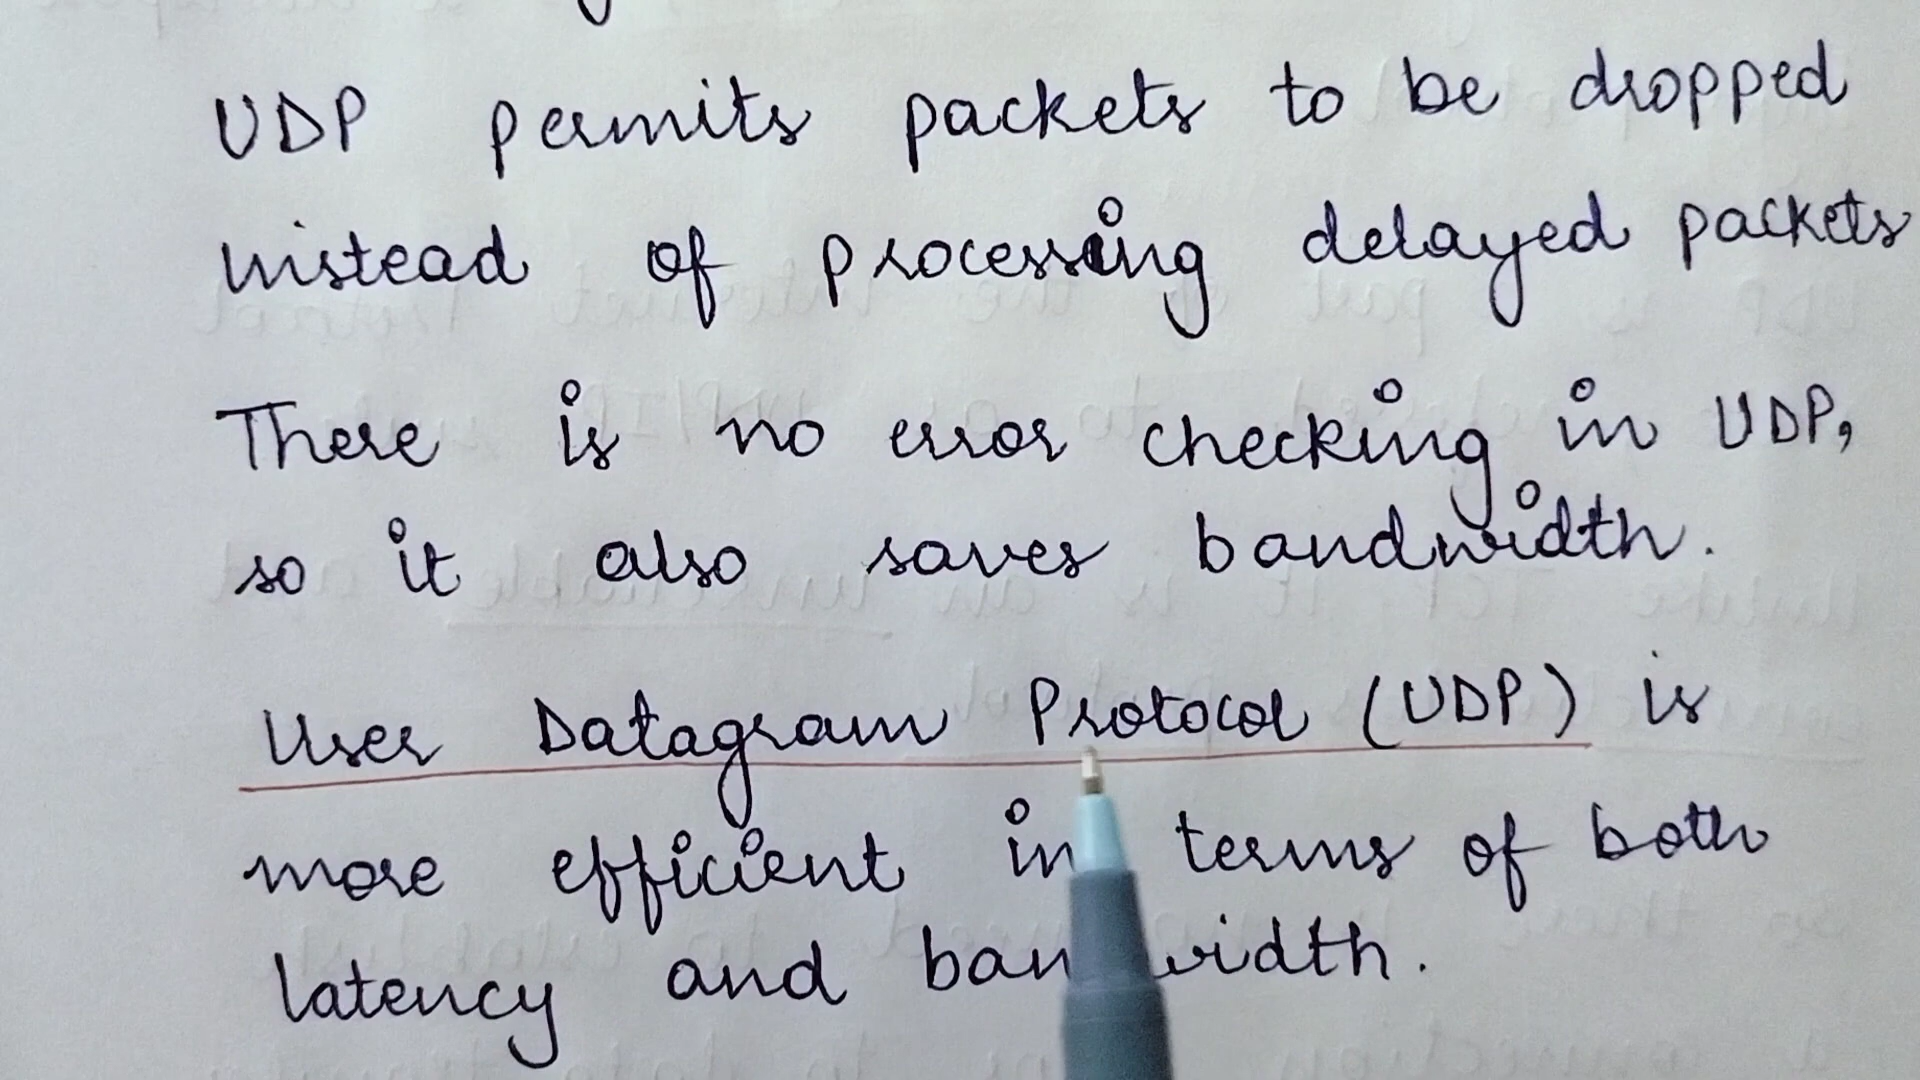 UDP permits packets to be dropped
instead of processing delayed packets
There is no error checking in UDP,
so it also saves bandwidth.
User Datagram Protocol (UDP) is
more efficient in terms of both
latency and bandwidth.